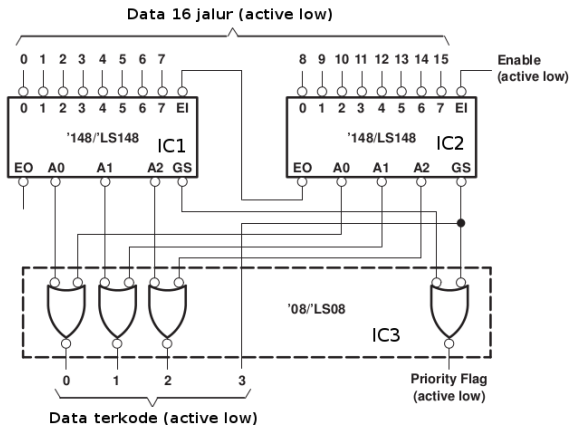 Data 16 jalur (active low)
0 1 2 3 4 5 6 7
8 9 10 11 12 13 14 15
Enable
(active low)
0 1 2 3 4 5 6 7 EI
'148/'LS148
IC1
EO A0 A1 A2 GS
0 1 2 3 4 5 6 7 EI
'148/'LS148
IC2
EO A0 A1 A2 GS
'08/'LS08
IC3
0 1 2 3
Priority Flag
(active low)
Data terkode (active low)